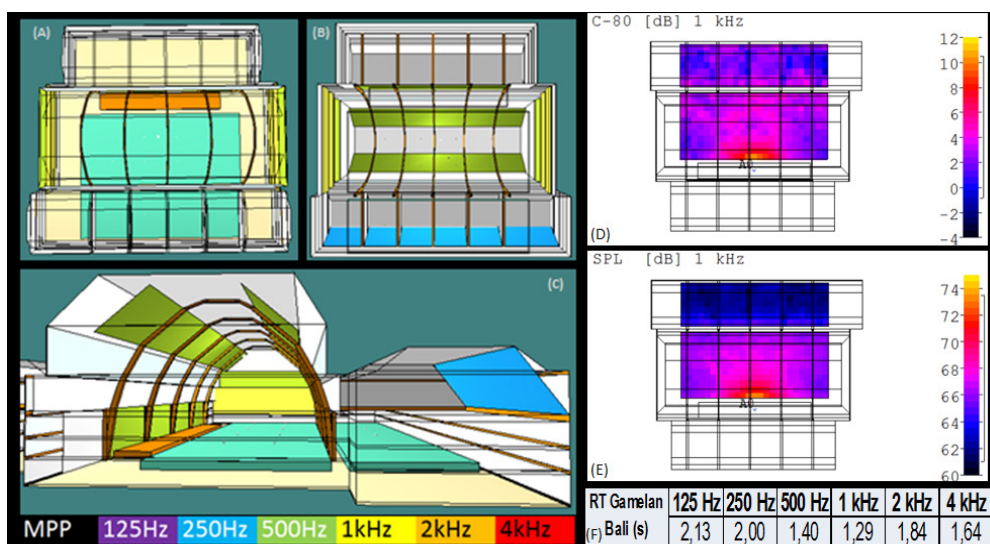 (A)
(B)
(C)
MPP 125Hz 250Hz 500Hz 1kHz 2kHz 4kHz
C-80 [dB] 1 kHz
12
10
8
6
4
2
0
-2
-4
A0
(D)
SPL [dB] 1 kHz
74
72
70
68
66
64
62
60
A0
(E)
RT Gamelan 125 Hz 250 Hz 500 Hz 1 kHz 2 kHz 4 kHz
(F) Bali (s) 2,13 2,00 1,40 1,29 1,84 1,64